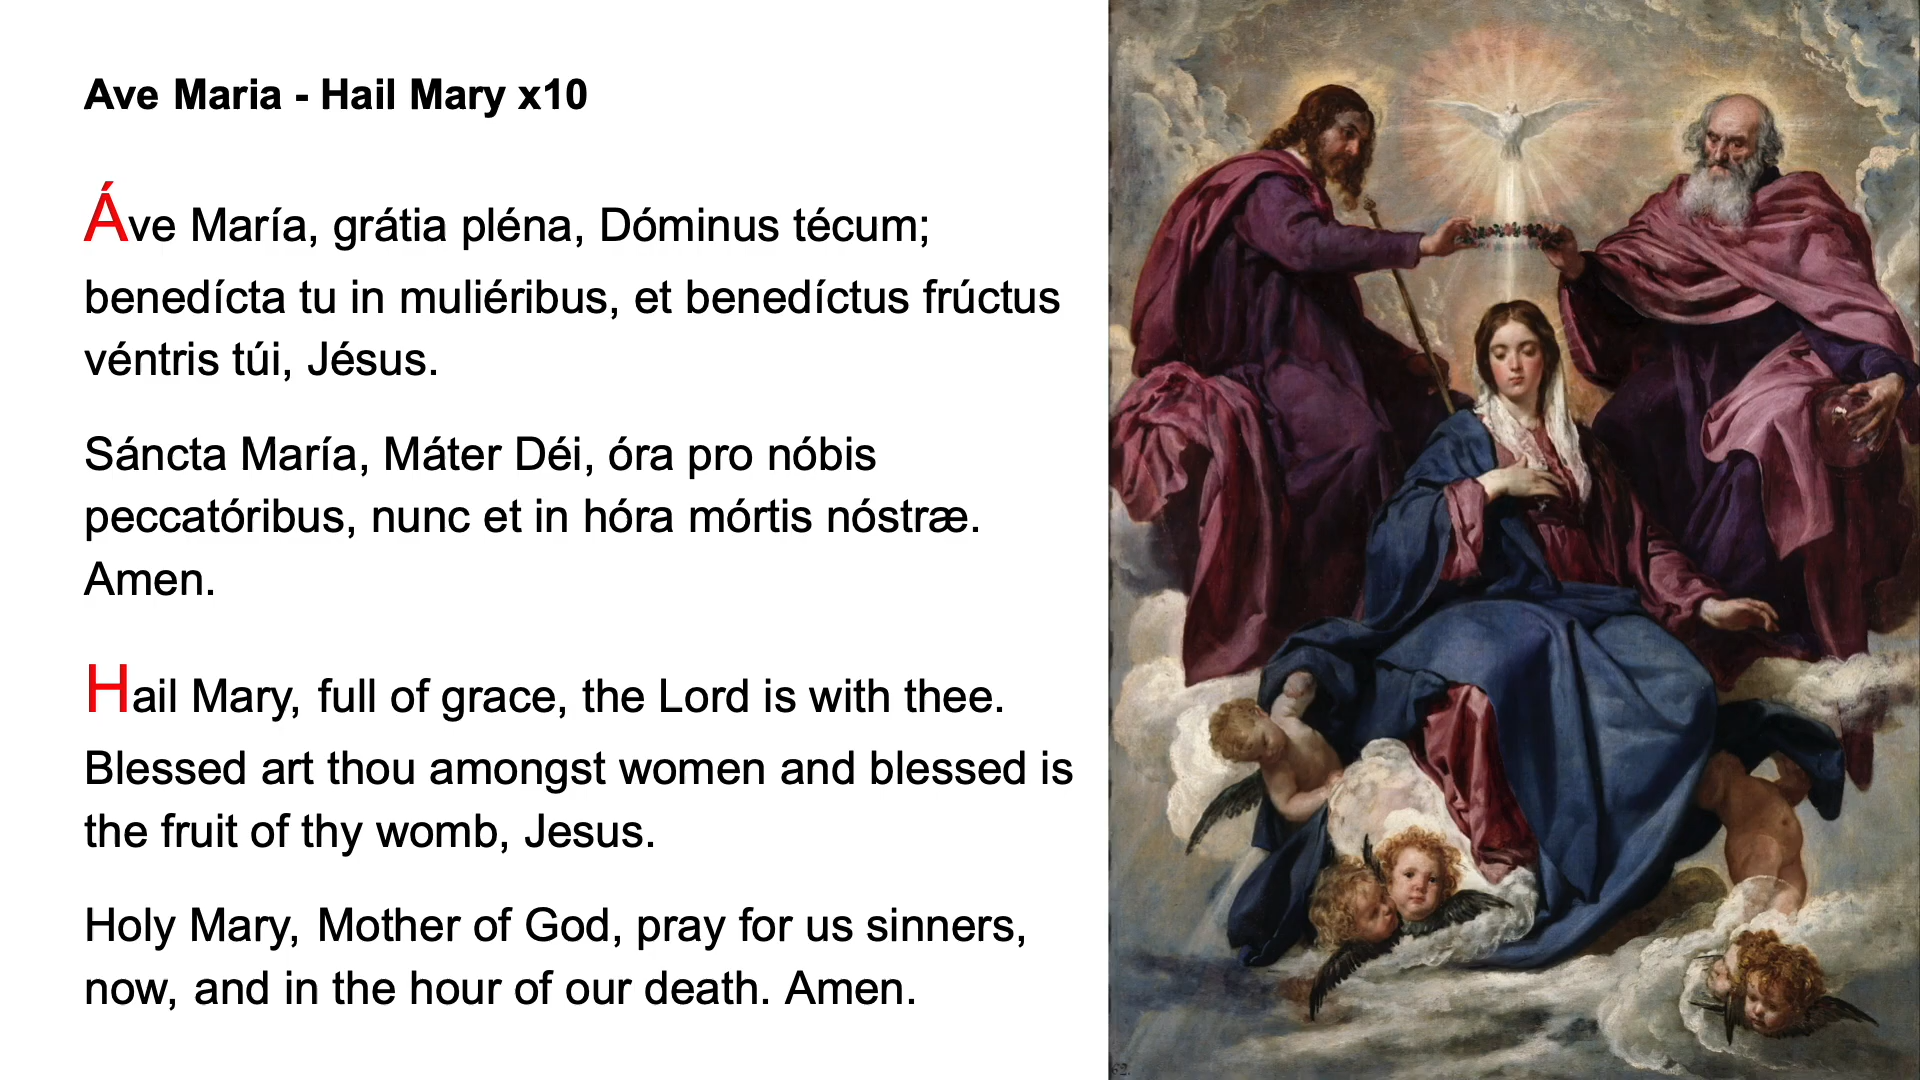 Ave Maria - Hail Mary x10
Áve María, grátia pléna, Dóminus técum;
benedícta tu in muliéribus, et benedíctus frúctus
véntris túi, Jésus.
Sáncta María, Máter Déi, óra pro nóbis
peccatóribus, nunc et in hóra mórtis nóstræ.
Amen.
Hail Mary, full of grace, the Lord is with thee.
Blessed art thou amongst women and blessed is
the fruit of thy womb, Jesus.
Holy Mary, Mother of God, pray for us sinners,
now, and in the hour of our death. Amen.
62.